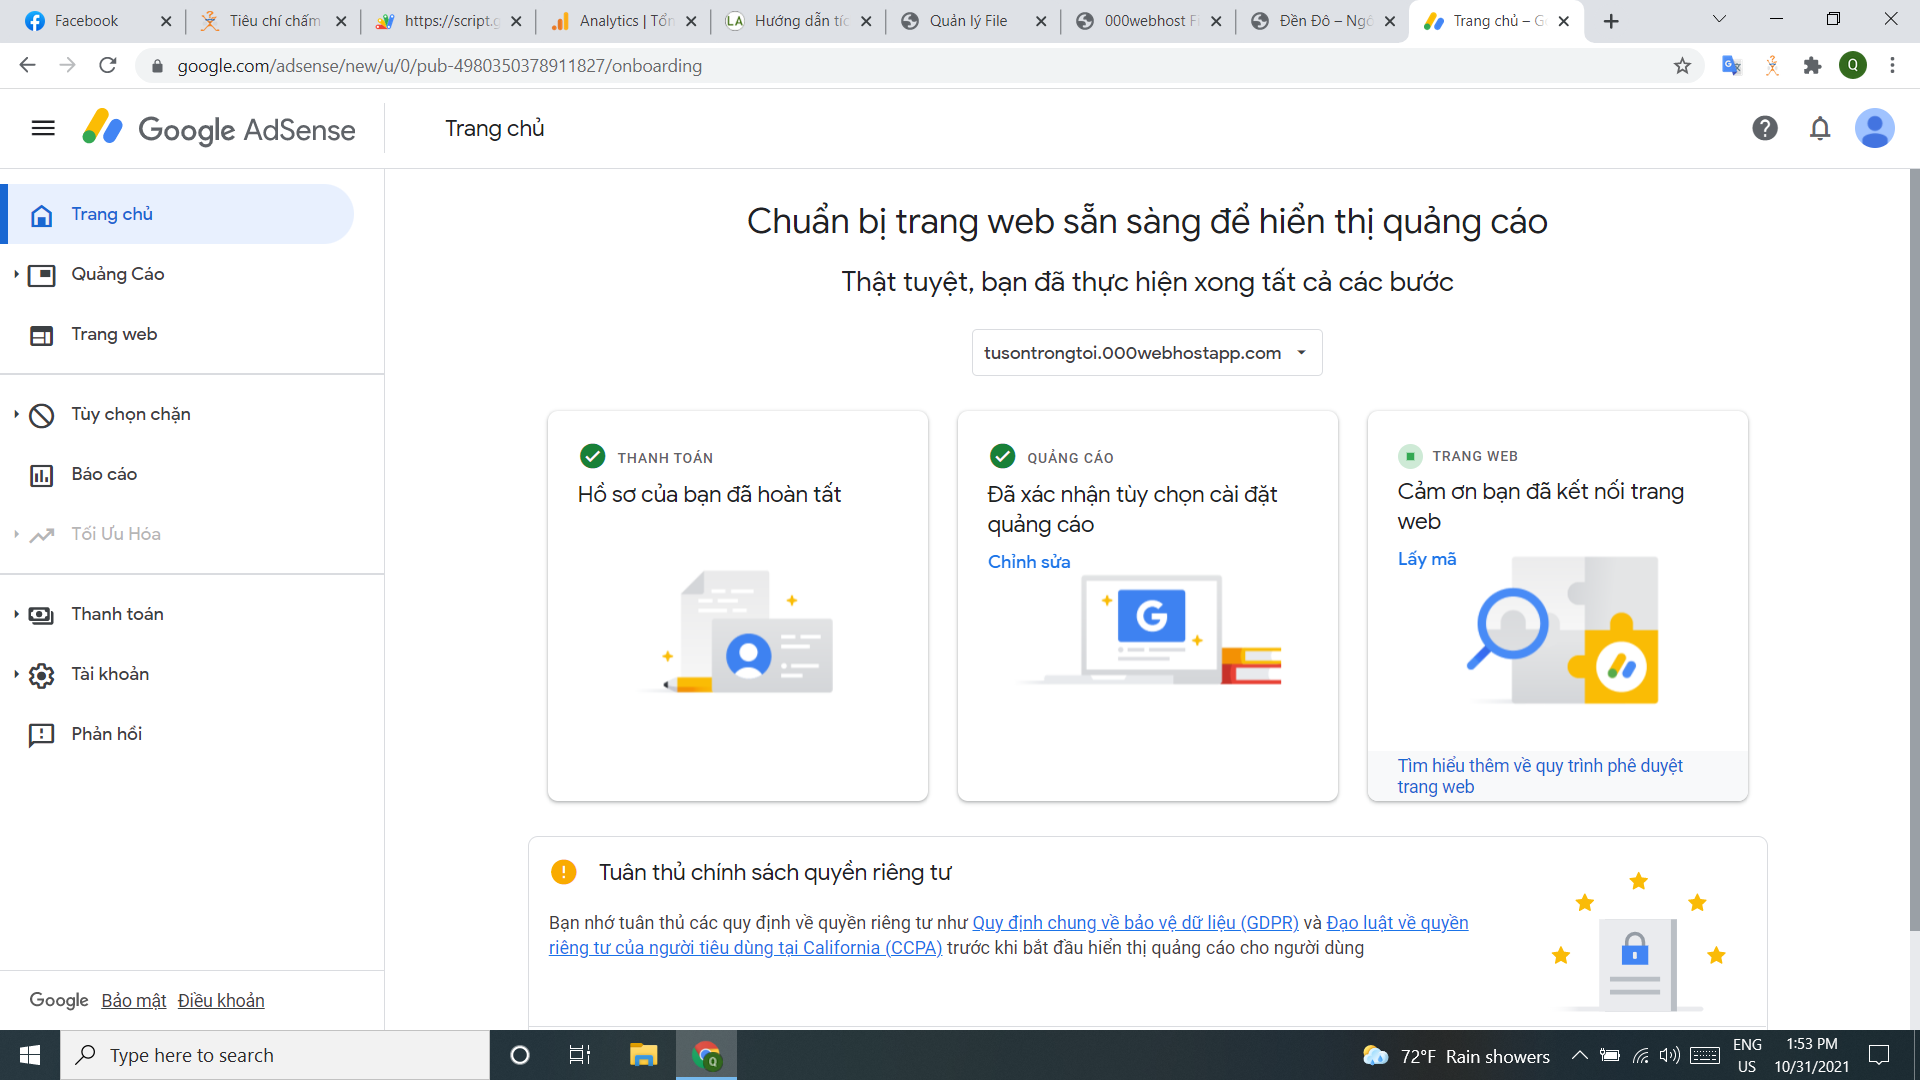 Facebook
Tiêu chí chấm
https://script.g
Analytics | Tổn
LA
Hướng dẫn tíc
Quản lý File
000webhost Fi
Đền Đô – Ngô
Trang chủ – G
google.com/adsense/new/u/0/pub-4980350378911827/onboarding
Q
Google AdSense
Trang chủ
Trang chủ
Quảng Cáo
Trang web
Tùy chọn chặn
Báo cáo
Tối Ưu Hóa
Thanh toán
Tài khoản
Phản hồi
Google Bảo mật Điều khoản
Chuẩn bị trang web sẵn sàng để hiển thị quảng cáo
Thật tuyệt, bạn đã thực hiện xong tất cả các bước
tusontrongtoi.000webhostapp.com
THANH TOÁN
Hồ sơ của bạn đã hoàn tất
QUẢNG CÁO
Đã xác nhận tùy chọn cài đặt
quảng cáo
Chỉnh sửa
G
TRANG WEB
Cảm ơn bạn đã kết nối trang
web
Lấy mã
Tìm hiểu thêm về quy trình phê duyệt
trang web
Tuân thủ chính sách quyền riêng tư
Bạn nhớ tuân thủ các quy định về quyền riêng tư như Quy định chung về bảo vệ dữ liệu (GDPR) và Đạo luật về quyền
riêng tư của người tiêu dùng tại California (CCPA) trước khi bắt đầu hiển thị quảng cáo cho người dùng
Type here to search
Q
72°F Rain showers
ENG
US
1:53 PM
10/31/2021